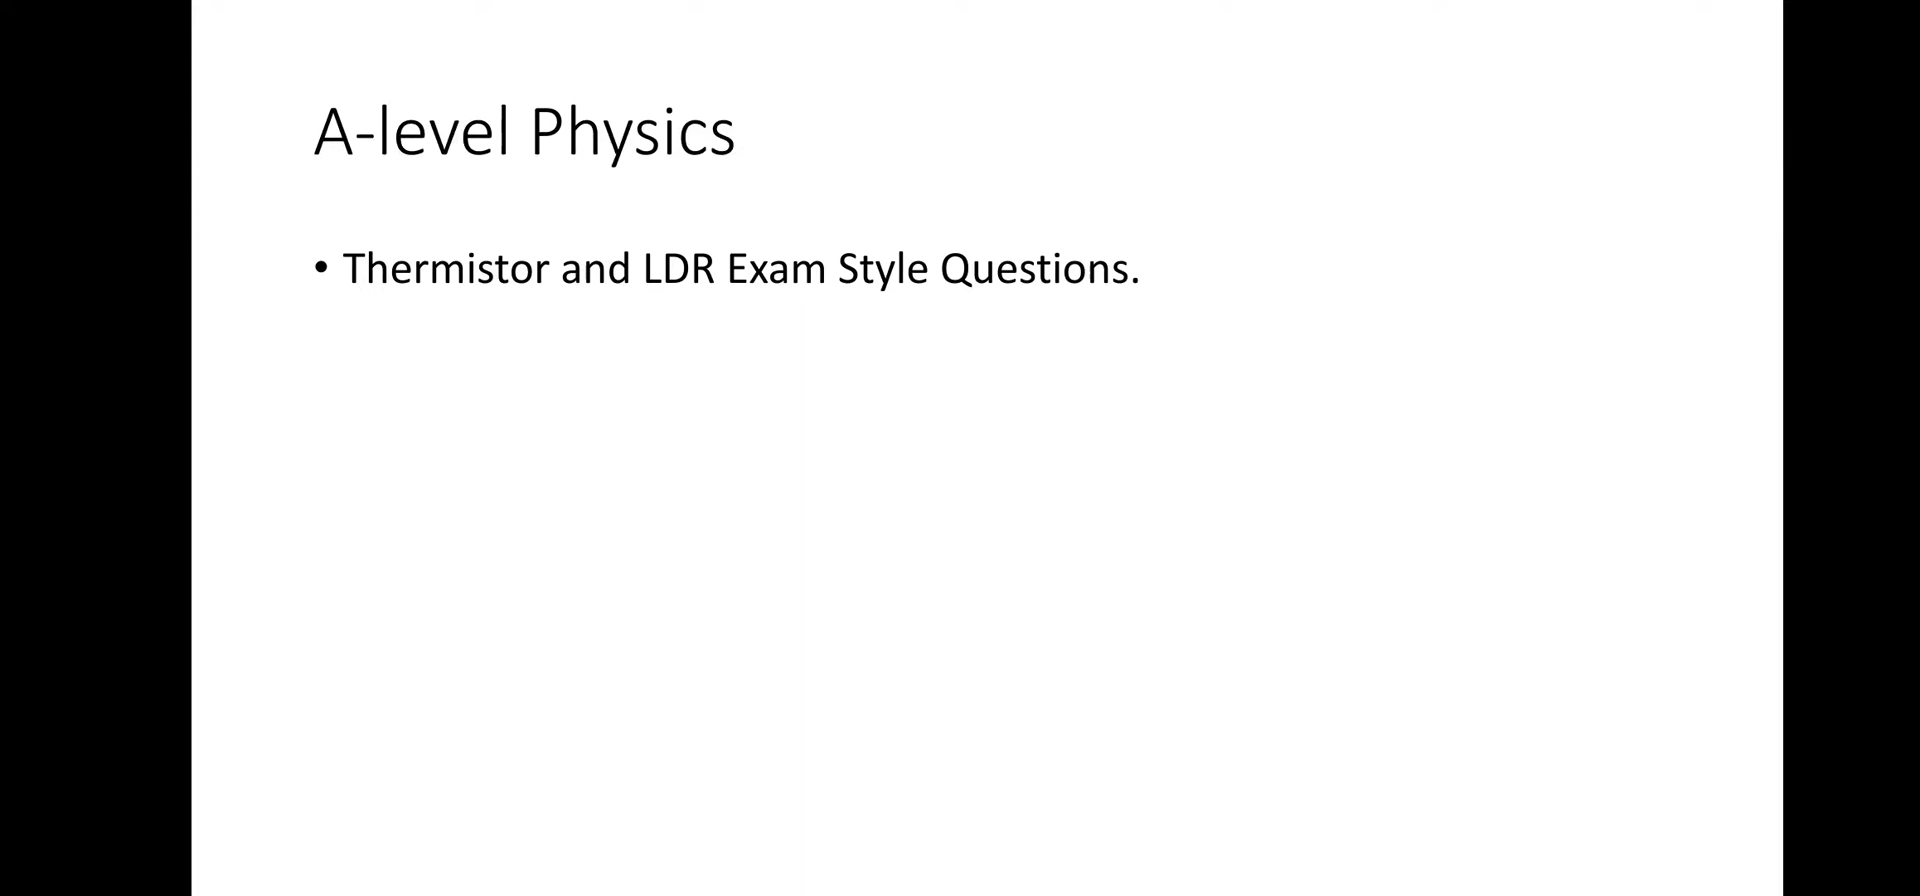 A-level Physics
• Thermistor and LDR Exam Style Questions.